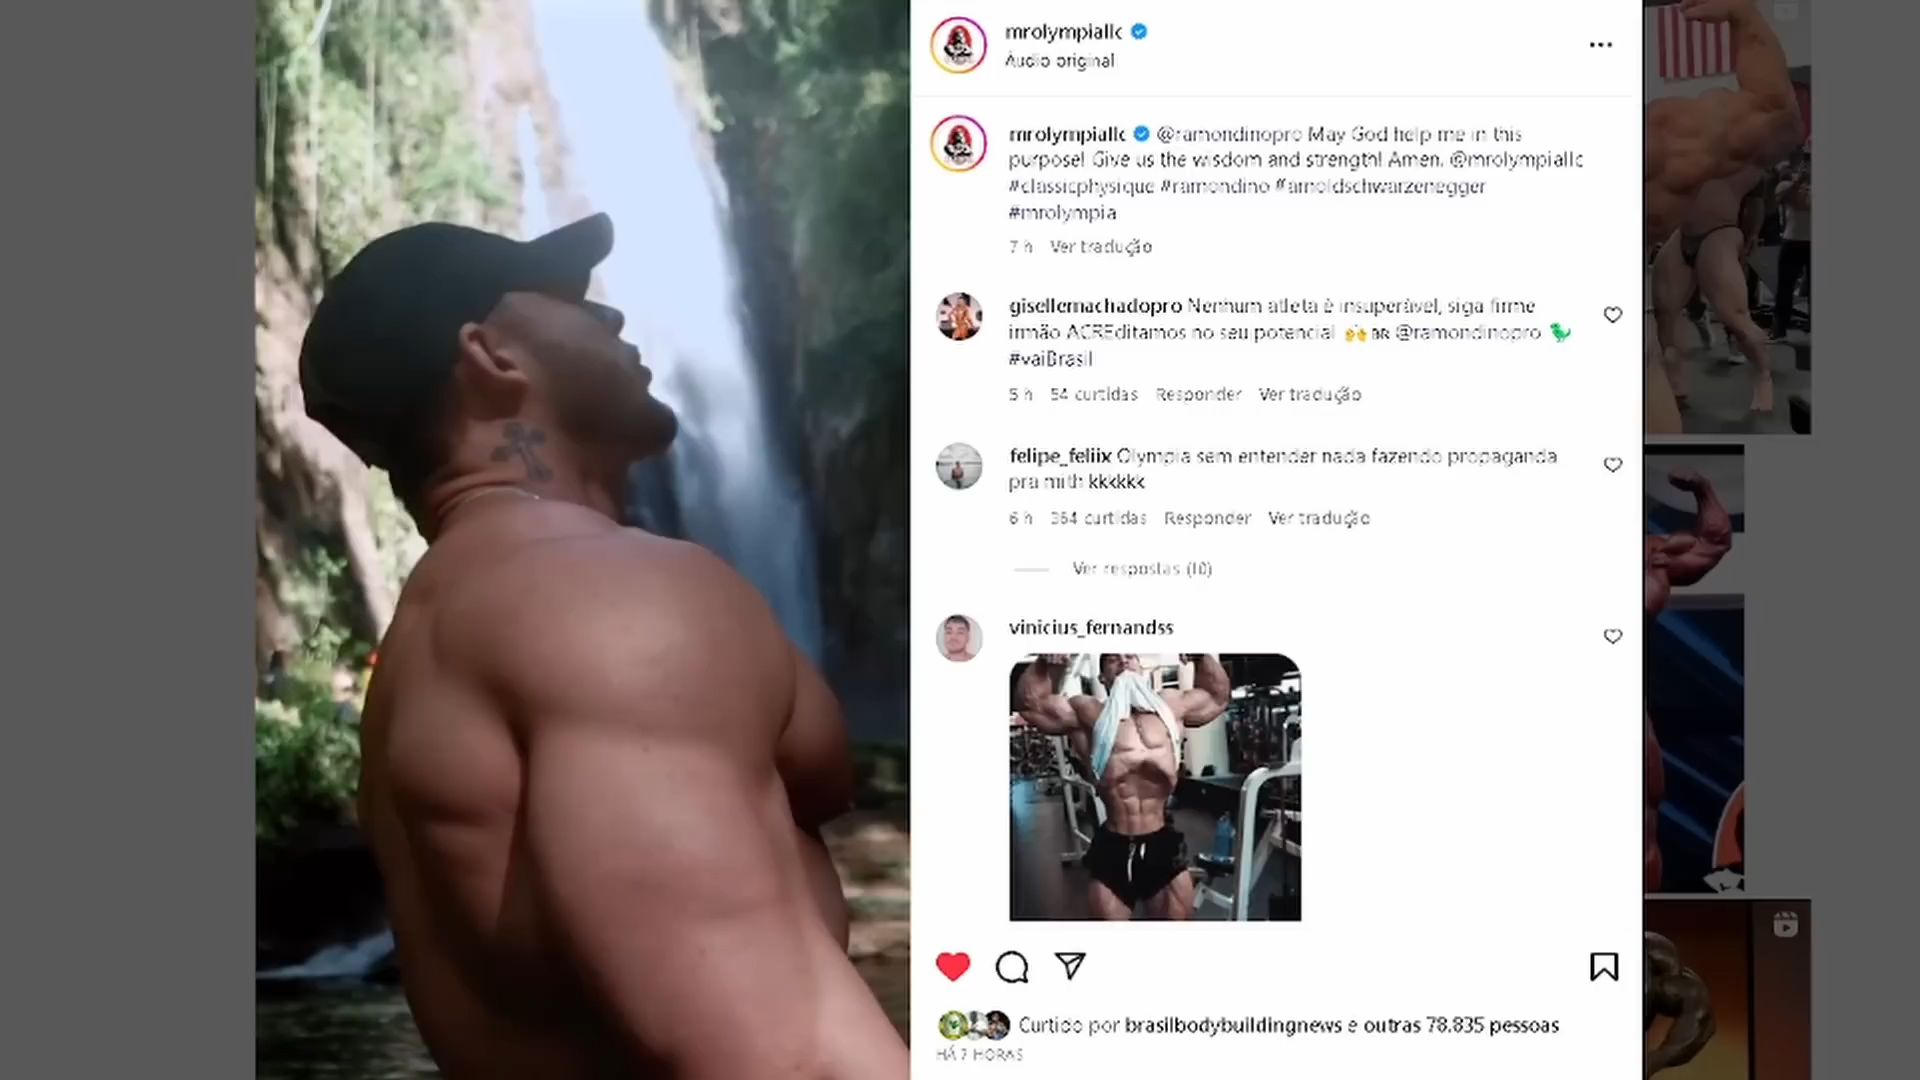 mrolympiallc
Áudio original
mrolympiallc @ramondinopro May God help me in this
purpose! Give us the wisdom and strength! Amen. @mrolympiallc
#classicphysique #ramondino #arnoldschwarzenegger
#mrolympia
7 h Ver tradução
gisellemachadopro Nenhum atleta é insuperável, siga firme
irmão ACREditamos no seu potencial 🙌 BR @ramondinopro 🦖
#vaiBrasil
5 h 54 curtidas Responder Ver tradução
felipe_feliix Olympia sem entender nada fazendo propaganda
pra mith kkkkkk
6 h 364 curtidas Responder Ver tradução
Ver respostas (10)
vinicius_fernandss
Curtido por brasilbodybuildingnews e outras 78.835 pessoas
HÁ 7 HORAS